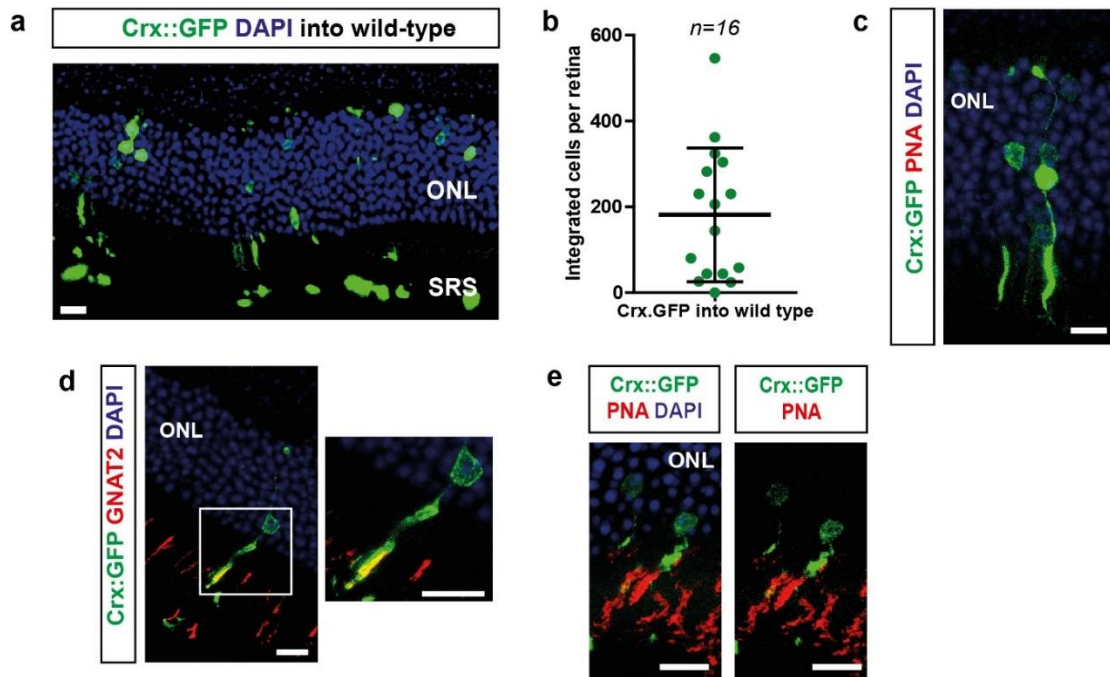 a
Crx::GFP DAPI into wild-type
ONL
SRS
b
n=16
Integrated cells per retina
600
400
200
0
Crx.GFP into wild type
c
Crx:GFP PNA DAPI
ONL
d
Crx:GFP GNAT2 DAPI
ONL
e
Crx::GFP
PNA DAPI
Crx::GFP
PNA
ONL